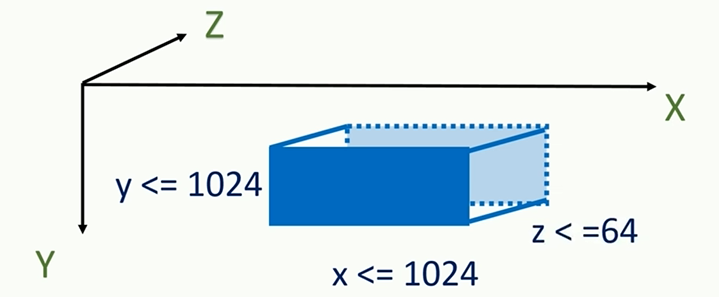 Z
X
y <= 1024
z < =64
Y
x <= 1024